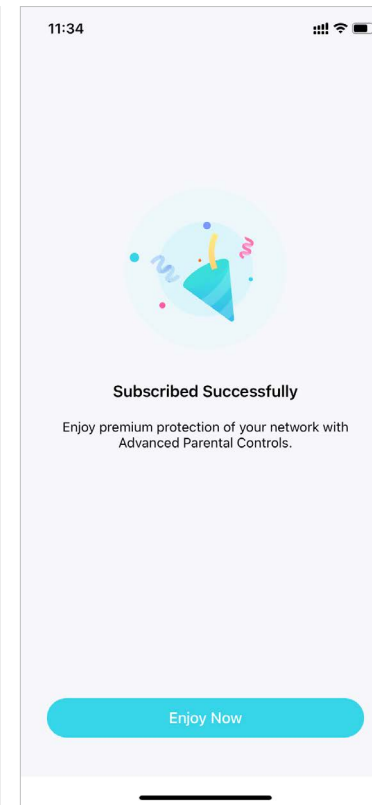 11:34
Subscribed Successfully
Enjoy premium protection of your network with
Advanced Parental Controls.
Enjoy Now